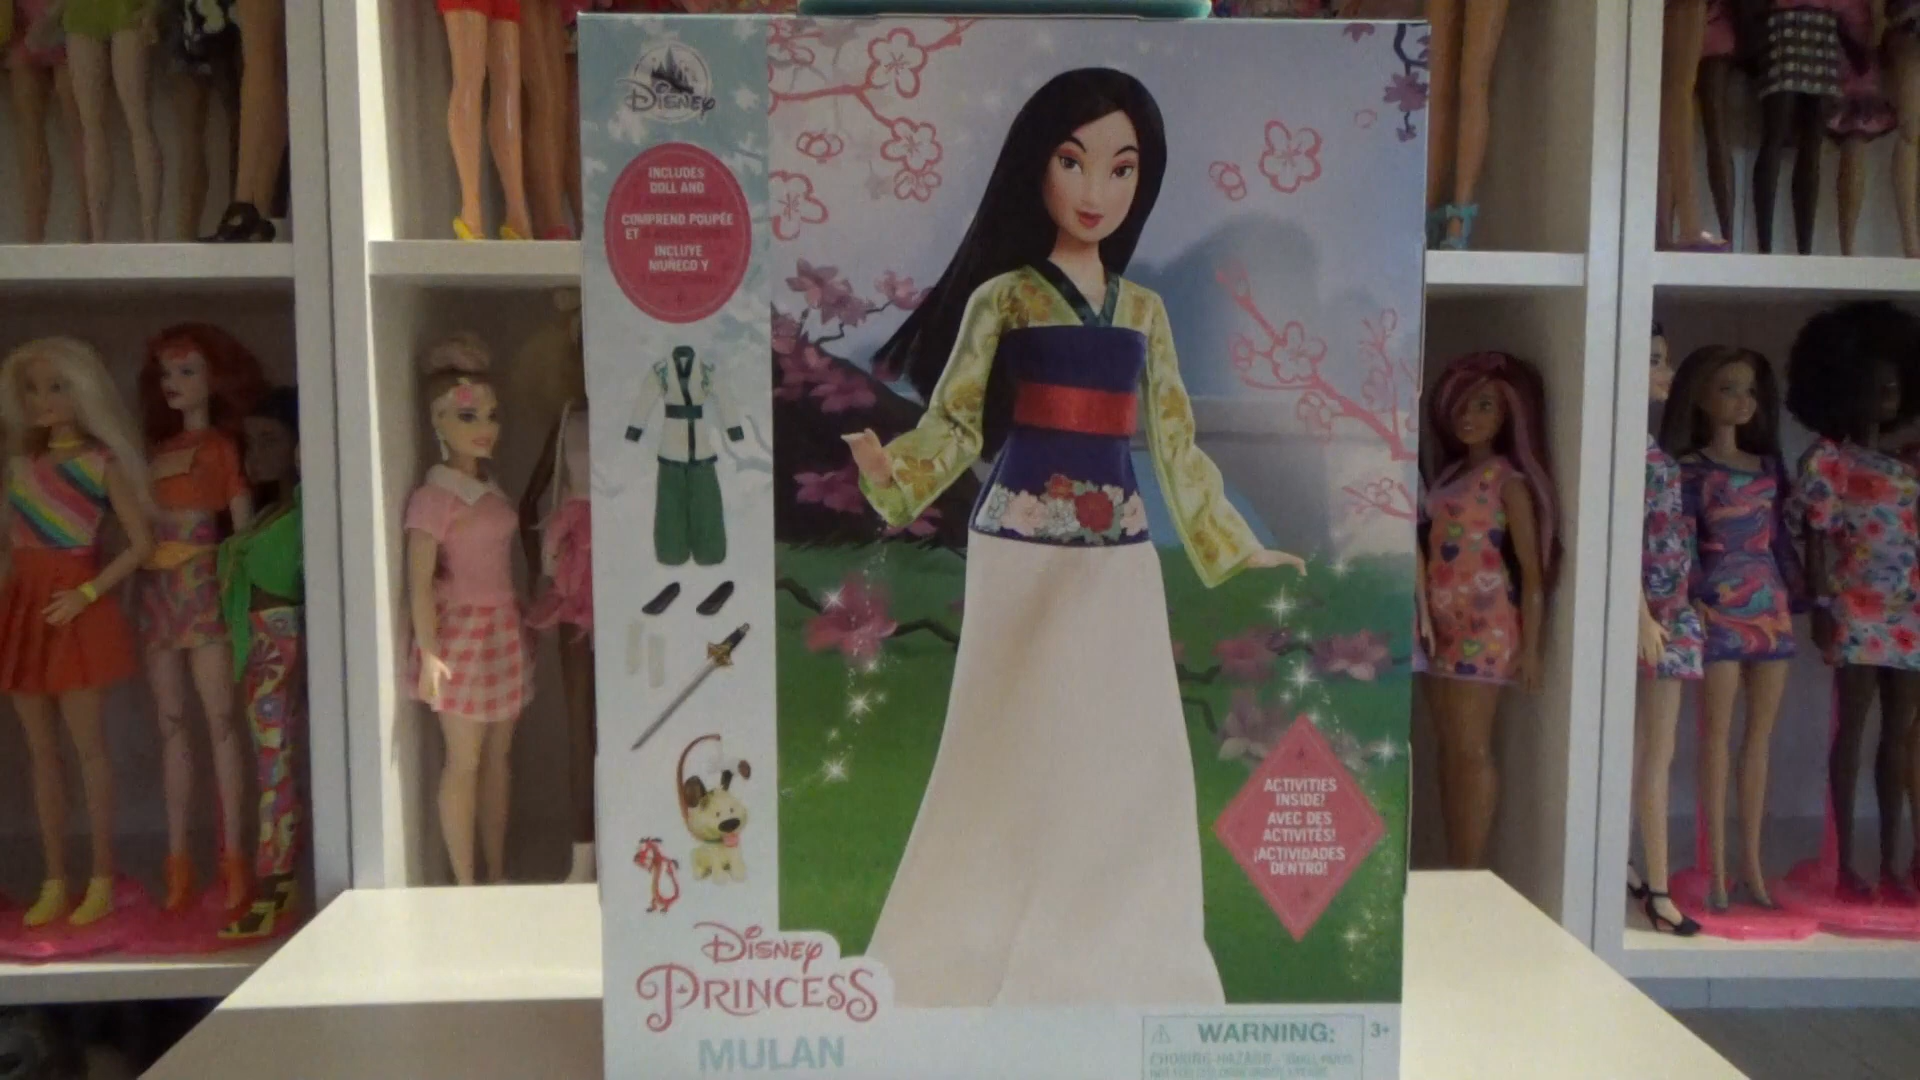 Disney
INCLUDES
DOLL AND
COMPREND POUPÉE
ET
INCLUYE
MUÑECO Y
ACTIVITIES
INSIDE!
AVEC DES
ACTIVITÉS!
¡ACTIVIDADES
DENTRO!
Disney
PRINCESS
MULAN
WARNING:
3+
CHOKING HAZARD -